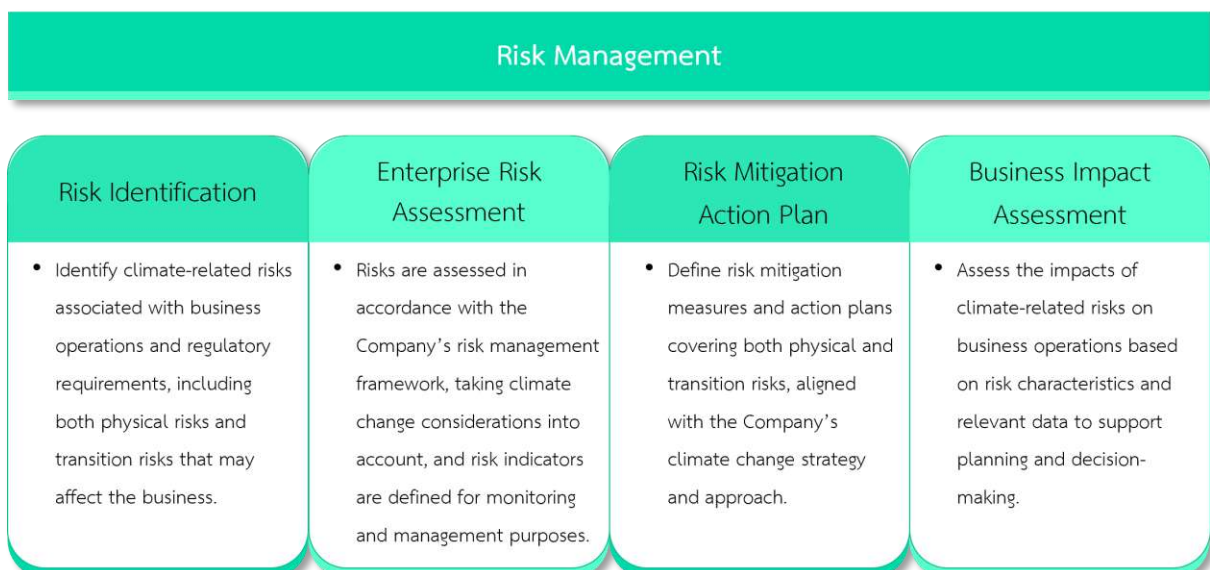 Risk Management
Risk Identification
• Identify climate-related risks
associated with business
operations and regulatory
requirements, including
both physical risks and
transition risks that may
affect the business.
Enterprise Risk
Assessment
• Risks are assessed in
accordance with the
Company's risk management
framework, taking climate
change considerations into
account, and risk indicators
are defined for monitoring
and management purposes.
Risk Mitigation
Action Plan
• Define risk mitigation
measures and action plans
covering both physical and
transition risks, aligned
with the Company's
climate change strategy
and approach.
Business Impact
Assessment
• Assess the impacts of
climate-related risks on
business operations based
on risk characteristics and
relevant data to support
planning and decision-
making.